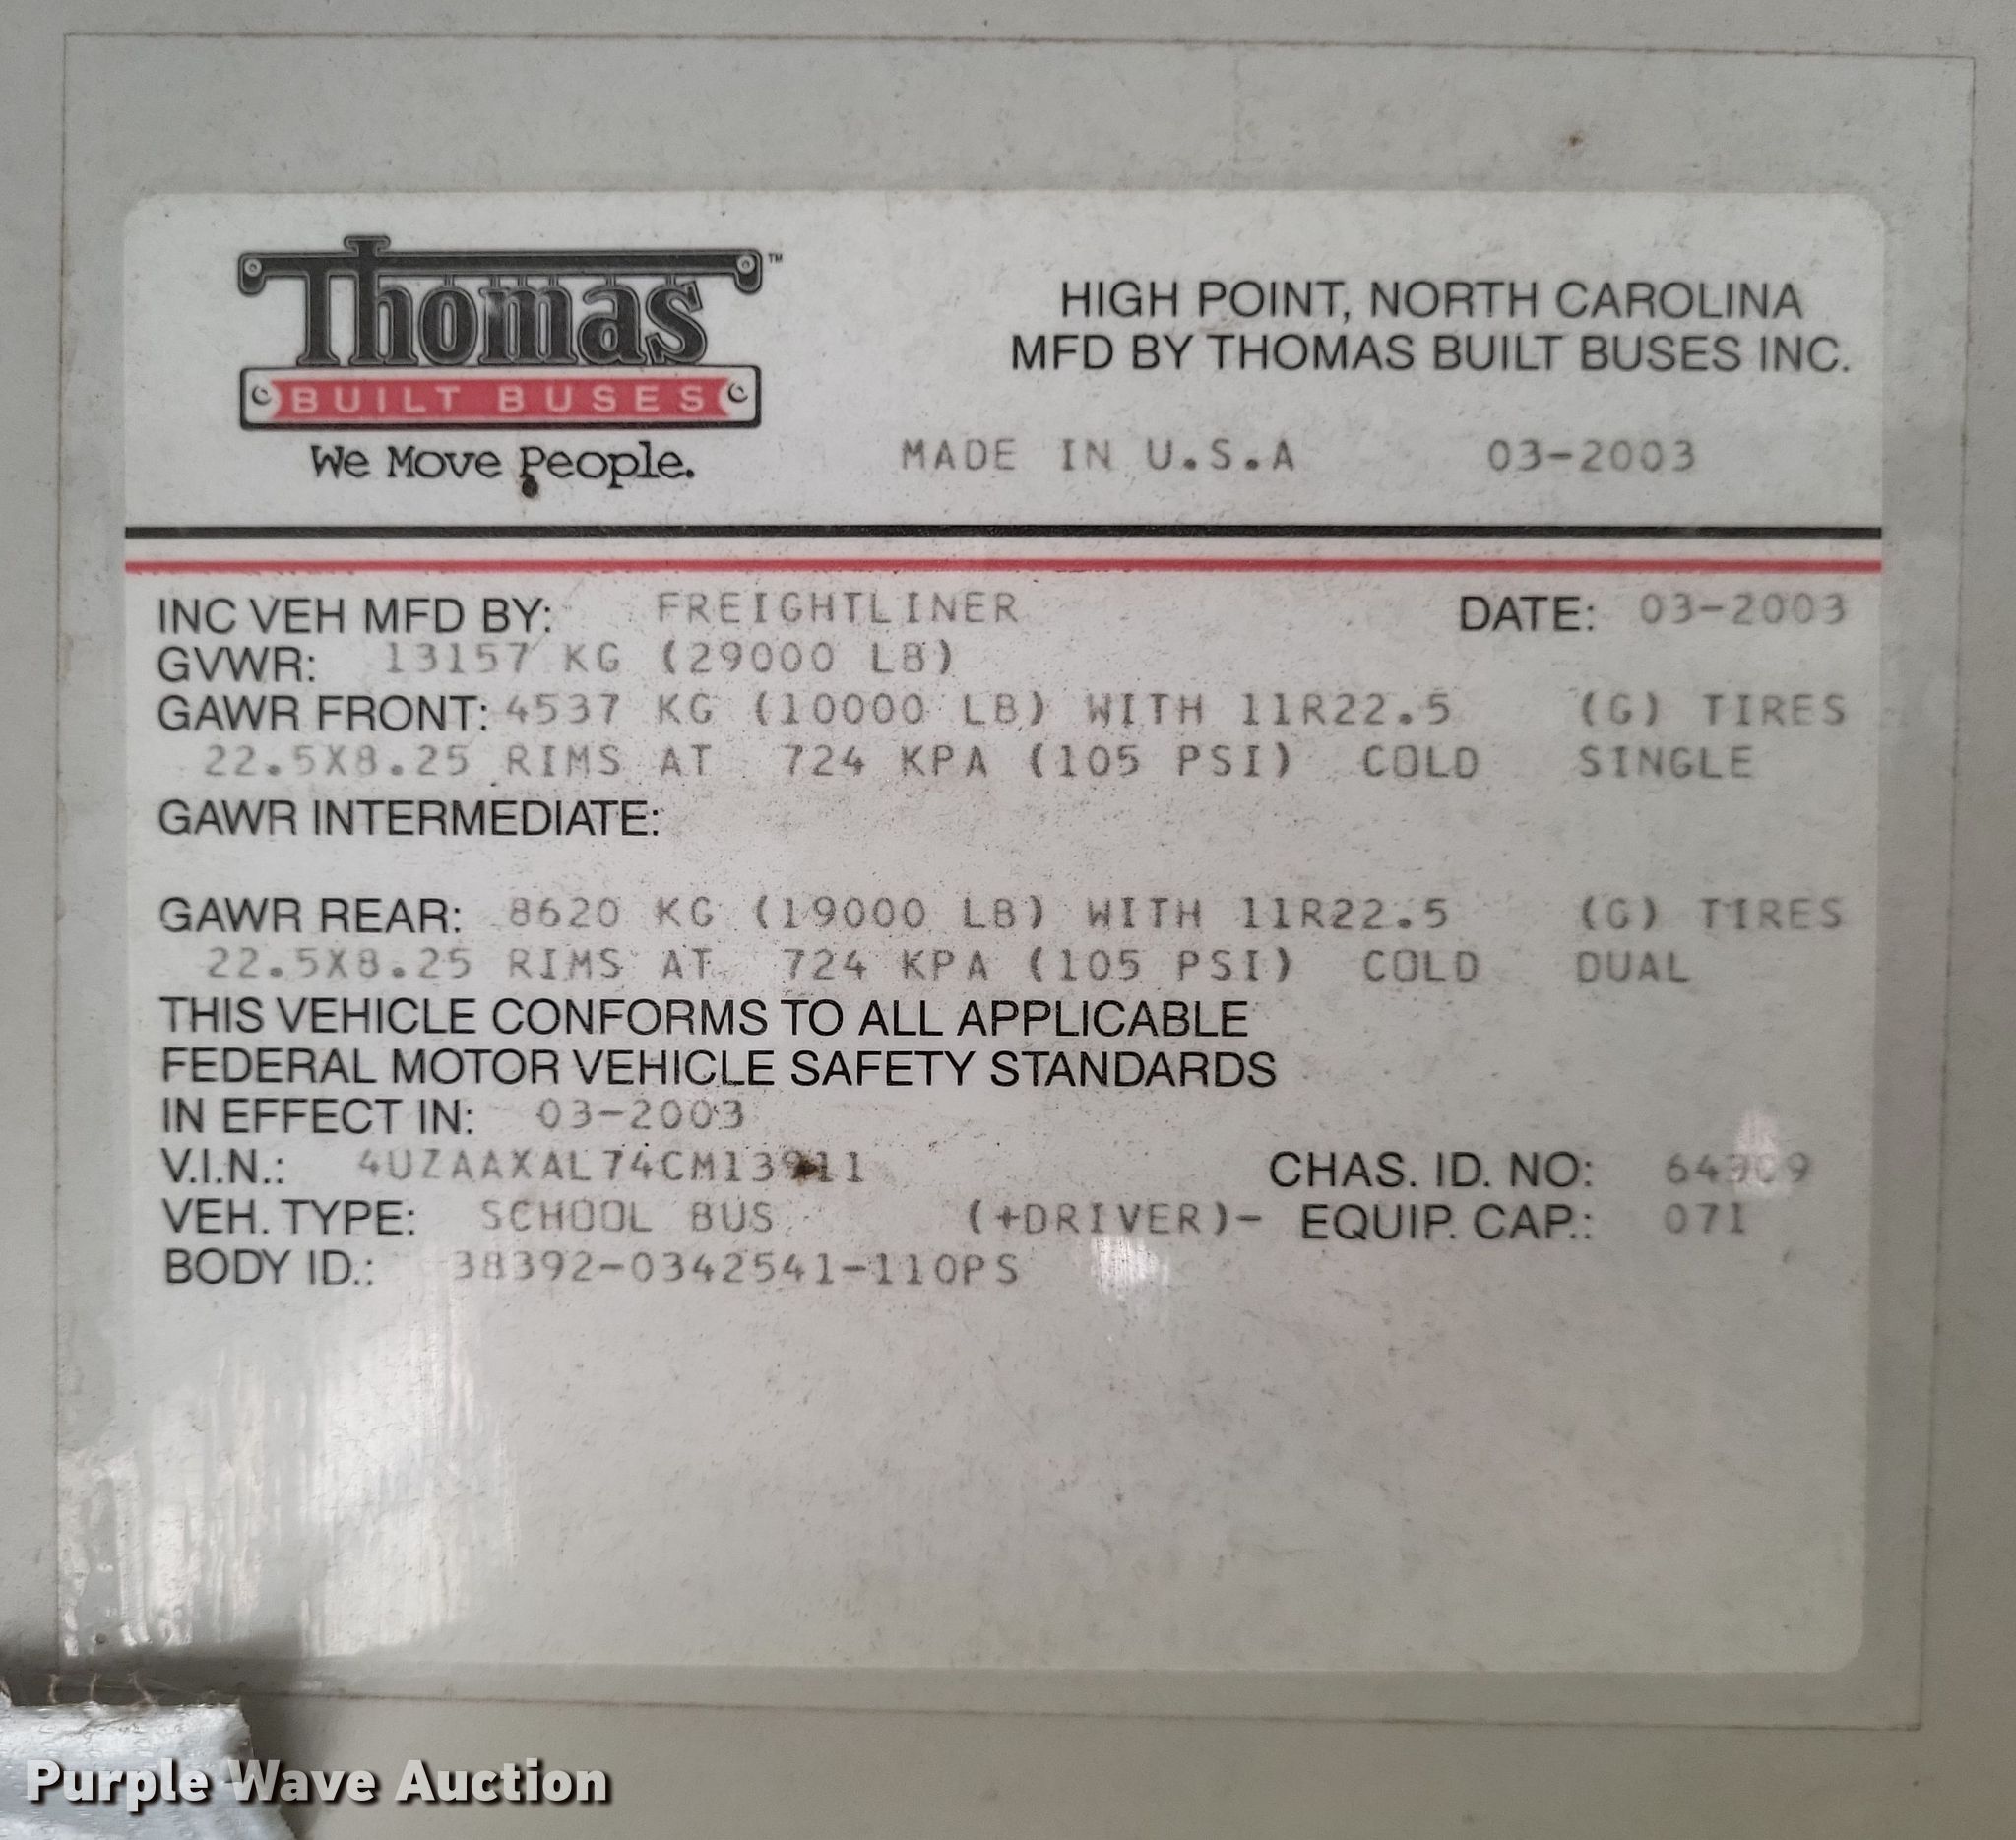 Thomas™
BUILT BUSES
We Move People.
HIGH POINT, NORTH CAROLINA
MFD BY THOMAS BUILT BUSES INC.
MADE IN U.S.A 03-2003
INC VEH MFD BY: FREIGHTLINER DATE: 03-2003
GVWR: 13157 KG (29000 LB)
GAWR FRONT: 4537 KG (10000 LB) WITH 11R22.5 (G) TIRES
22.5X8.25 RIMS AT 724 KPA (105 PSI) COLD SINGLE
GAWR INTERMEDIATE:
GAWR REAR: 8620 KG (19000 LB) WITH 11R22.5 (G) TIRES
22.5X8.25 RIMS AT 724 KPA (105 PSI) COLD DUAL
THIS VEHICLE CONFORMS TO ALL APPLICABLE
FEDERAL MOTOR VEHICLE SAFETY STANDARDS
IN EFFECT IN: 03-2003
V.I.N.: 4UZAAXAL74CM13911 CHAS. ID. NO:
VEH. TYPE: SCHOOL BUS (+DRIVER)- EQUIP. CAP.: 071
BODY ID.: 38392-0342541-110PS
Purple Wave Auction